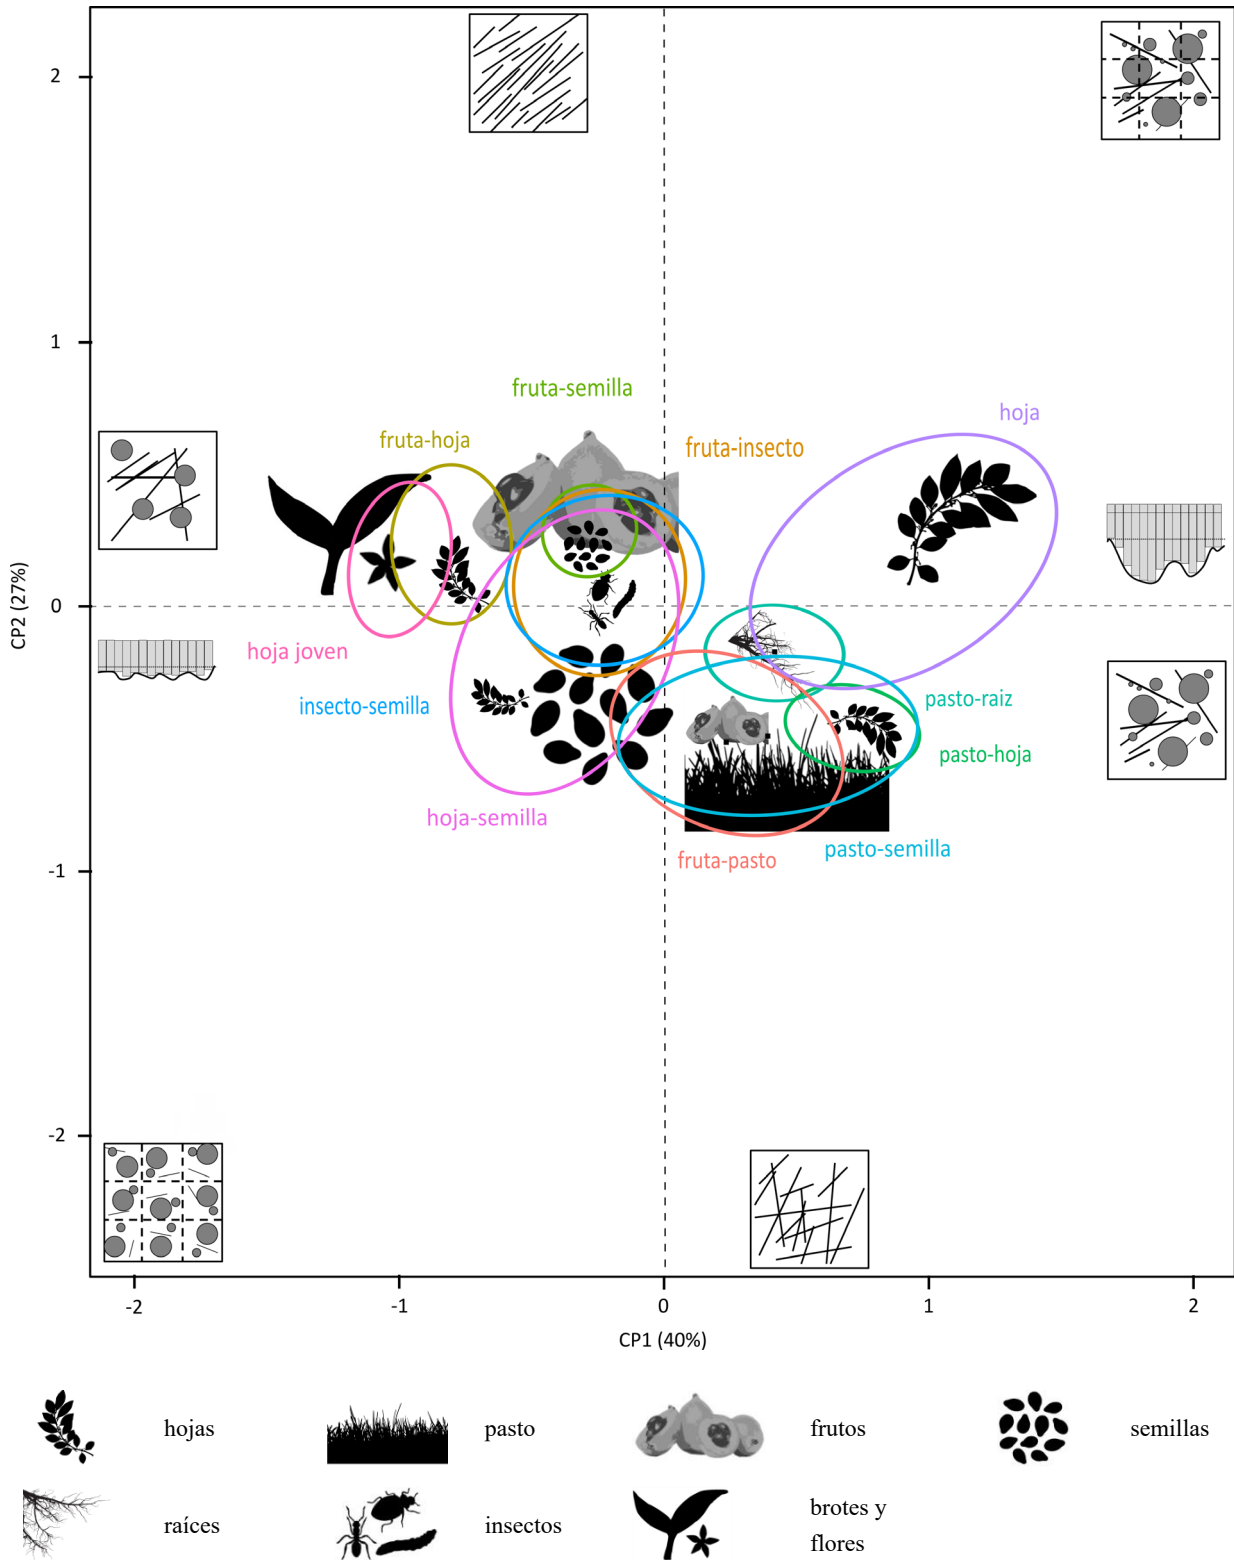 2
1
fruta-semilla
hoja
fruta-hoja
fruta-insecto
CP2 (27%)
0
hoja joven
insecto-semilla
pasto-raiz
pasto-hoja
hoja-semilla
pasto-semilla
fruta-pasto
-1
-2
-2 -1 0 1 2
CP1 (40%)
hojas pasto frutos semillas
raíces insectos brotes y
flores